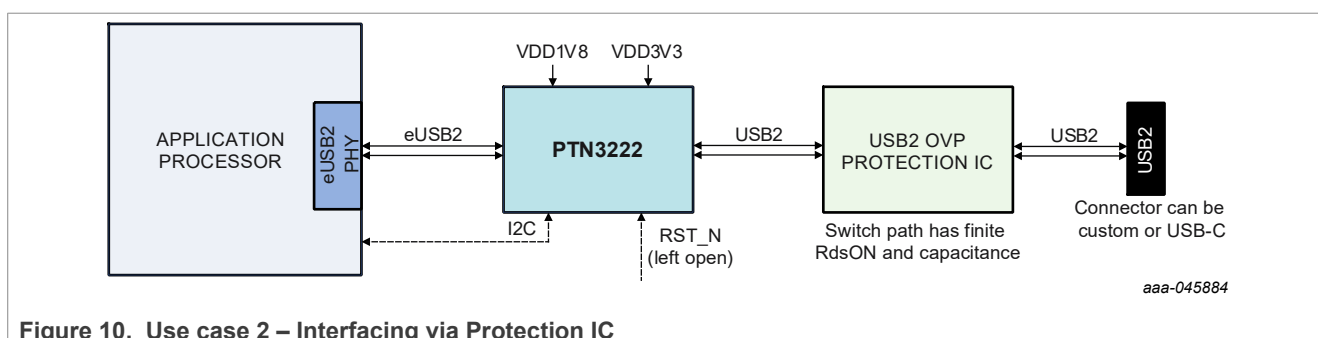 VDD1V8
VDD3V3
APPLICATION
PROCESSOR
eUSB2
PHY
eUSB2
PTN3222
USB2
USB2 OVP
PROTECTION IC
USB2
USB2
I2C
RST_N
(left open)
Switch path has finite
RdsON and capacitance
Connector can be
custom or USB-C
aaa-045884
Figure 10. Use case 2 – Interfacing via Protection IC